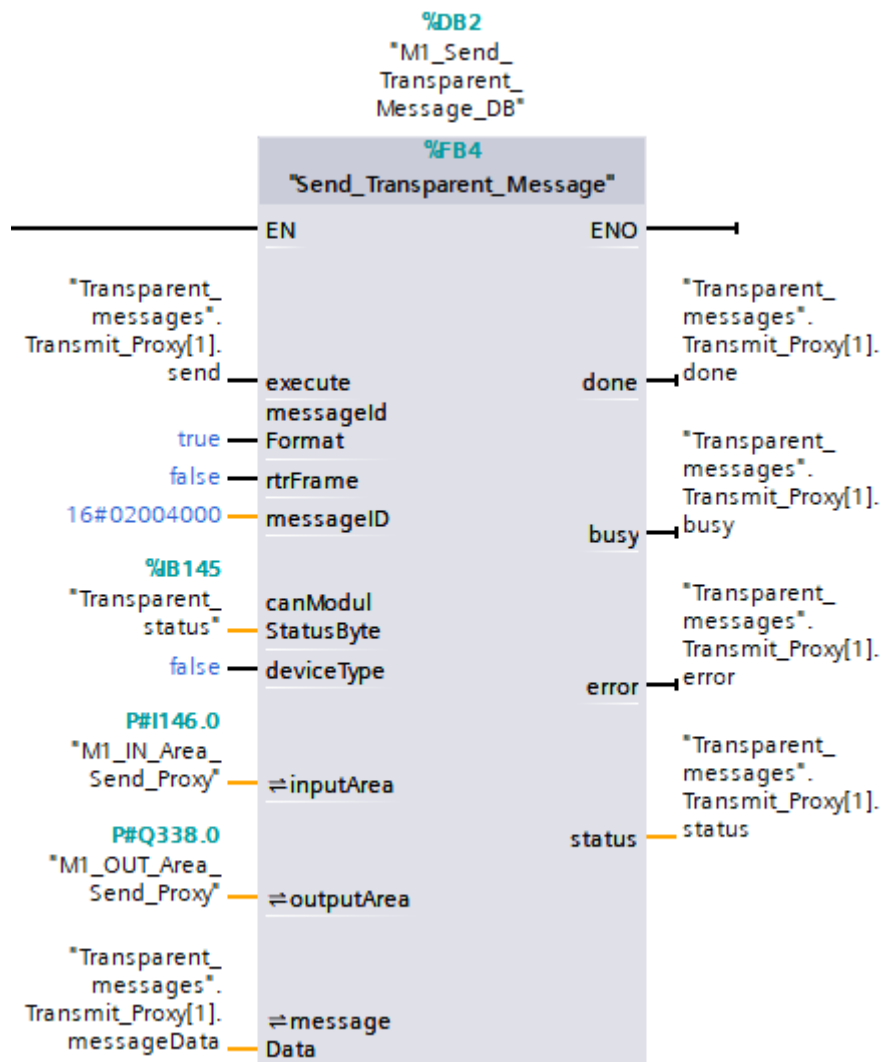 %DB2
"M1_Send_
Transparent_
Message_DB"
%FB4
"Send_Transparent_Message"
EN
ENO
"Transparent_
messages".
Transmit_Proxy[1].
send
execute
"Transparent_
messages".
Transmit_Proxy[1].
done
done
messageId
Format
true
false
rtrFrame
16#02004000
messageID
"Transparent_
messages".
Transmit_Proxy[1].
busy
busy
%IB145
"Transparent_
status"
canModul
StatusByte
false
deviceType
"Transparent_
messages".
Transmit_Proxy[1].
error
error
P#I146.0
"M1_IN_Area_
Send_Proxy"
⇌inputArea
"Transparent_
messages".
Transmit_Proxy[1].
status
status
P#Q338.0
"M1_OUT_Area_
Send_Proxy"
⇌outputArea
"Transparent_
messages".
Transmit_Proxy[1].
messageData
⇌message
Data